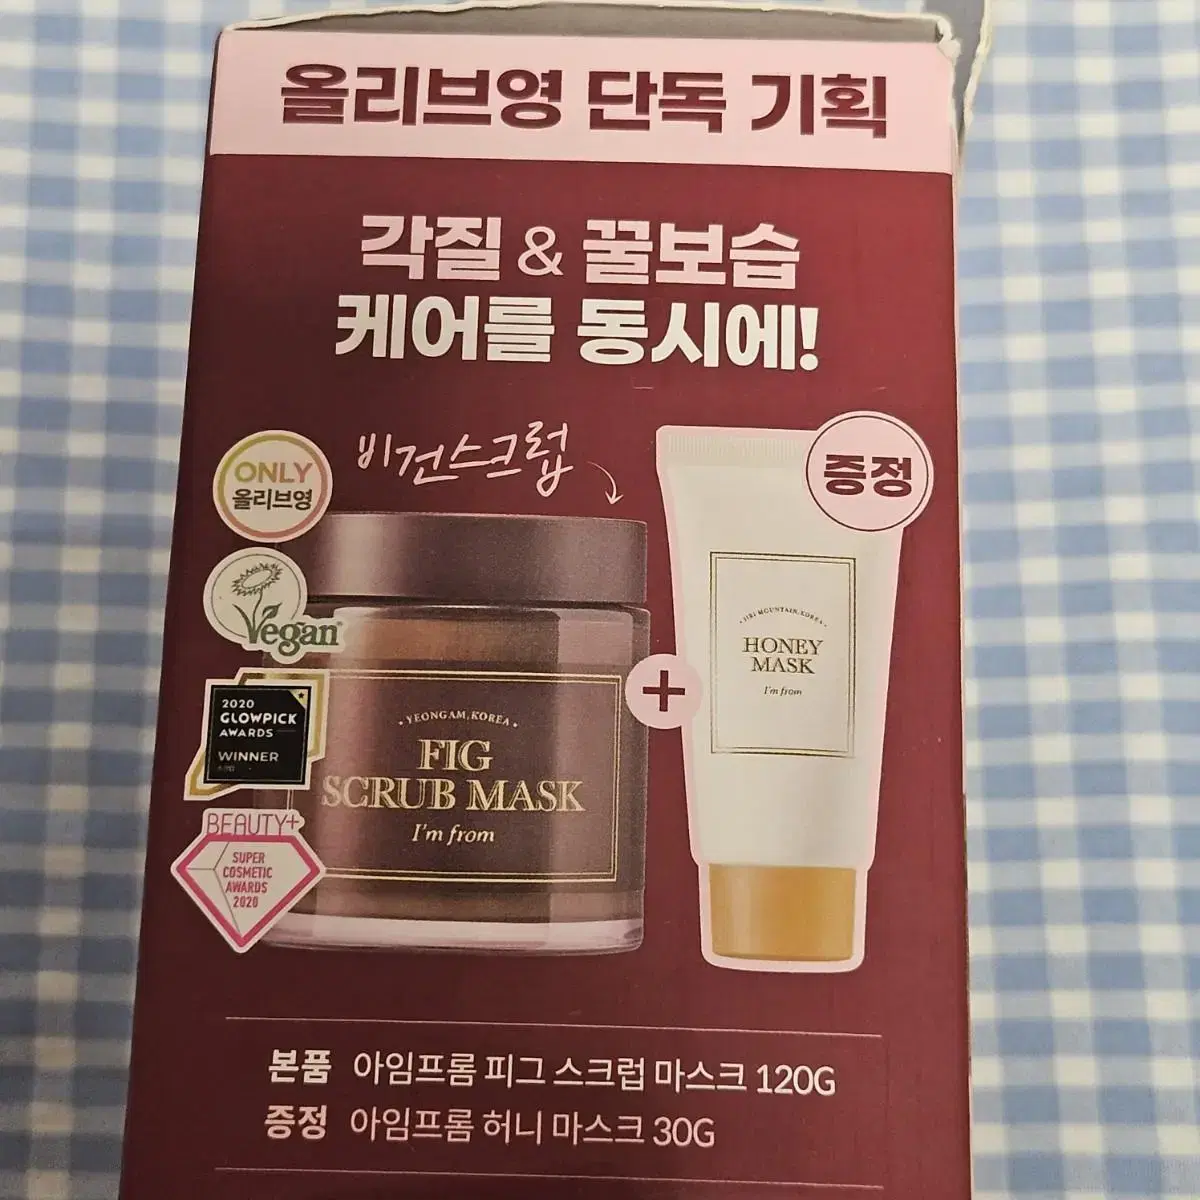 올리브영 단독 기획
각질 & 꿀보습
케어를 동시에!
비건스크럽
증정
ONLY
올리브영
Vegan
2020
GLOWPICK
AWARDS
WINNER
BEAUTY+
SUPER
COSMETIC
AWARDS
2020
YEONGAM, KOREA
FIG
SCRUB MASK
I'm from
+
JIRI MOUNTAIN, KOREA
HONEY
MASK
I'm from
본품 아임프롬 피그 스크럽 마스크 120G
증정 아임프롬 허니 마스크 30G